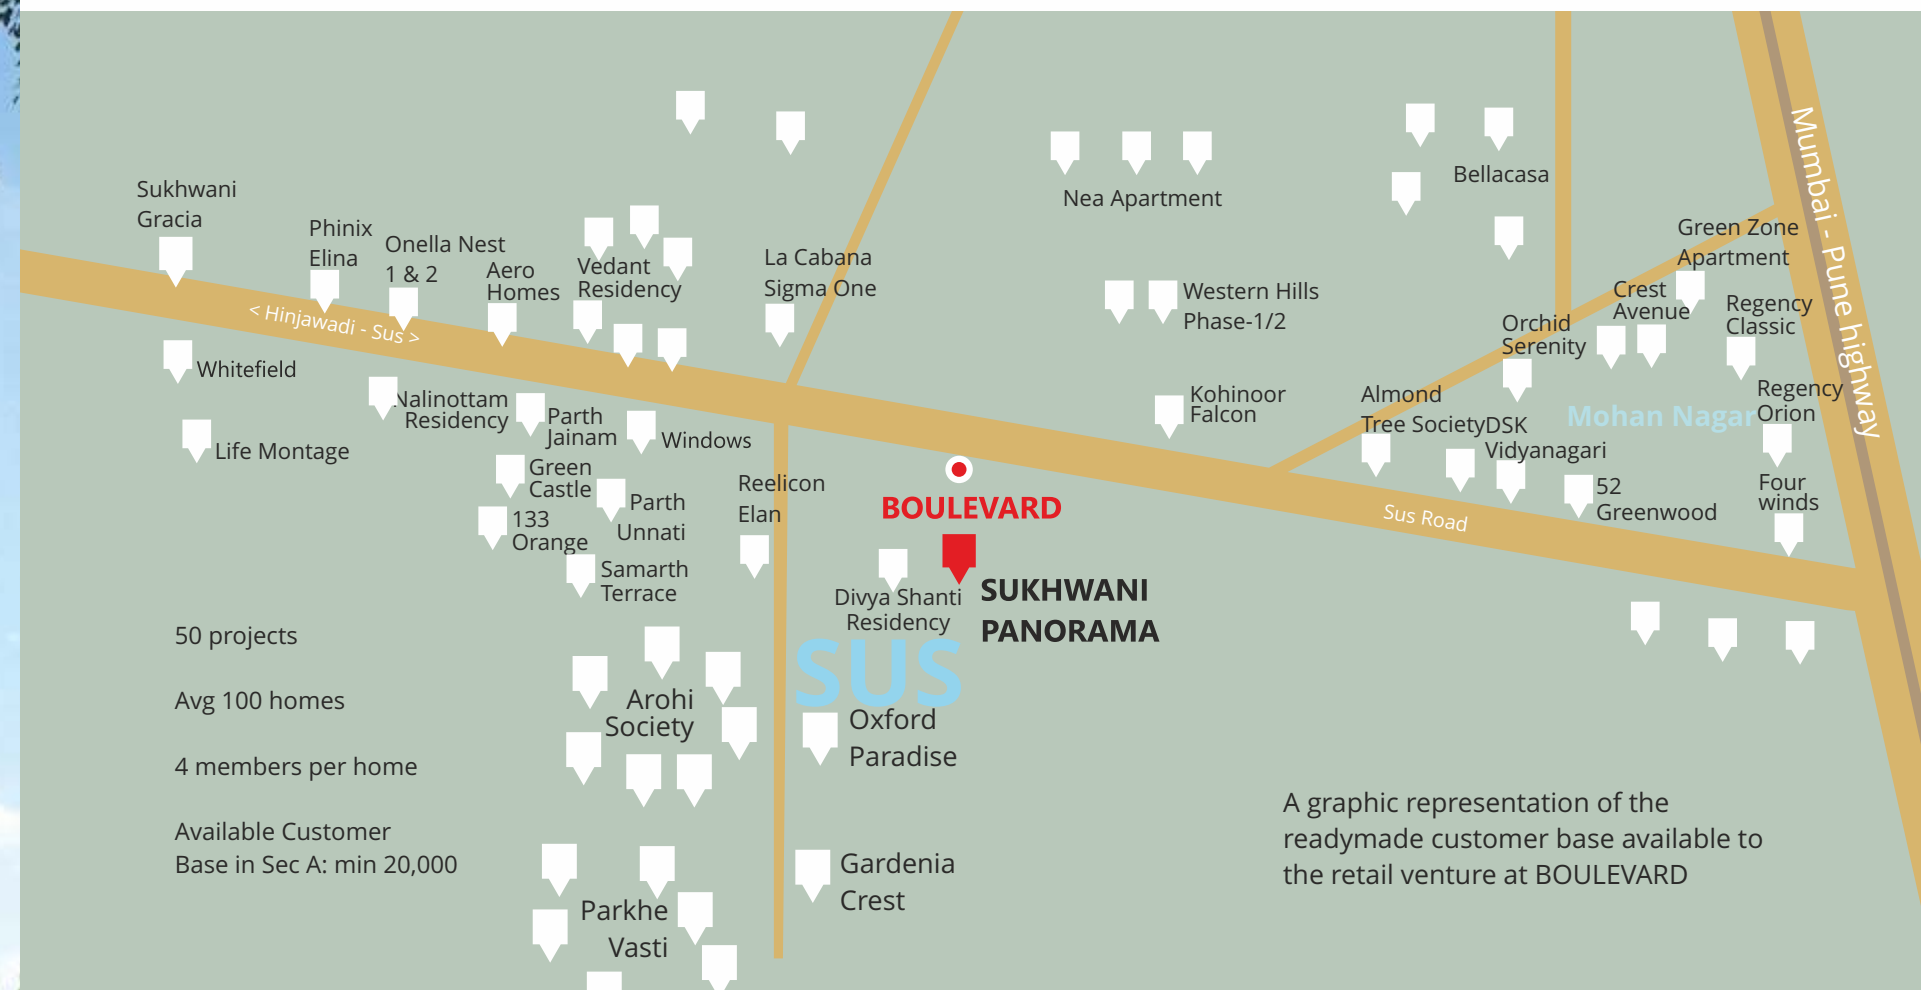 Sukhwani
Gracia
Phinix
Elina
Onella Nest
1 & 2
Aero
Homes
Vedant
Residency
La Cabana
Sigma One
Nea Apartment
Bellacasa
Western Hills
Phase-1/2
Green Zone
Apartment
Crest
Avenue
Regency
Classic
Orchid
Serenity
Mumbai - Pune highway
< Hinjawadi - Sus >
Whitefield
Nalinottam
Residency
Parth
Jainam
Windows
Life Montage
Green
Castle
Parth
Unnati
133
Orange
Samarth
Terrace
Reelicon
Elan
Kohinoor
Falcon
Almond
Tree Society
DSK
Vidyanagari
Mohan Nagar
Regency
Orion
Four
winds
52
Greenwood
Sus Road
BOULEVARD
Divya Shanti
Residency
SUKHWANI
PANORAMA
SUS
50 projects
Avg 100 homes
4 members per home
Available Customer
Base in Sec A: min 20,000
Arohi
Society
Oxford
Paradise
Gardenia
Crest
Parkhe
Vasti
A graphic representation of the
readymade customer base available to
the retail venture at BOULEVARD